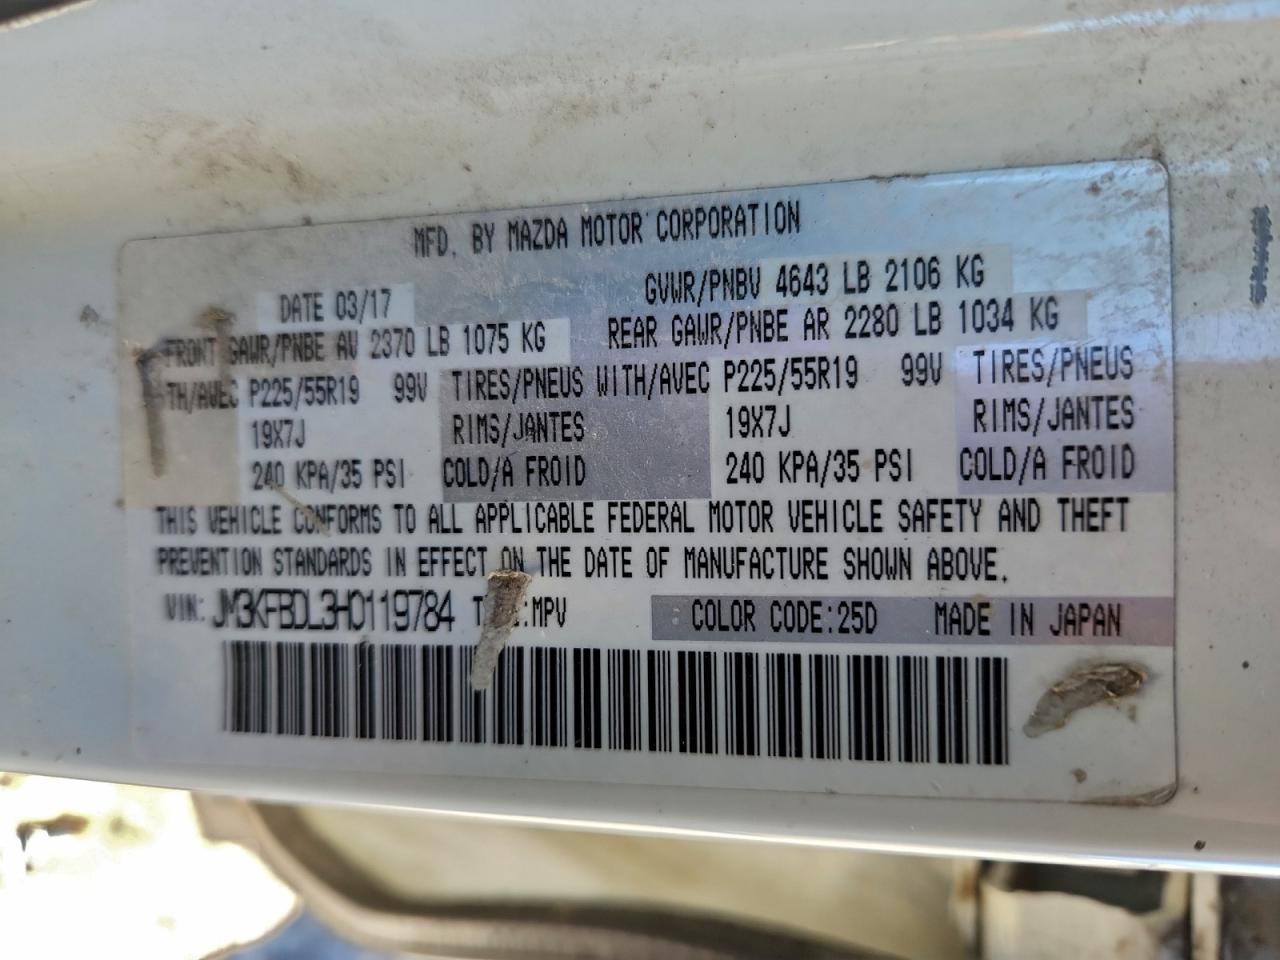 MFD. BY MAZDA MOTOR CORPORATION
DATE 03/17 GVWR/PNBV 4643 LB 2106 KG
FRONT GAWR/PNBE AV 2370 LB 1075 KG REAR GAWR/PNBE AR 2280 LB 1034 KG
TH/AVEC P225/55R19 99V TIRES/PNEUS WITH/AVEC P225/55R19 99V TIRES/PNEUS
19X7J RIMS/JANTES 19X7J RIMS/JANTES
240 KPA/35 PSI COLD/A FROID 240 KPA/35 PSI COLD/A FROID
THIS VEHICLE CONFORMS TO ALL APPLICABLE FEDERAL MOTOR VEHICLE SAFETY AND THEFT
PREVENTION STANDARDS IN EFFECT ON THE DATE OF MANUFACTURE SHOWN ABOVE.
VIN: JM3KFBDL3H0119784 :MPV COLOR CODE:25D MADE IN JAPAN